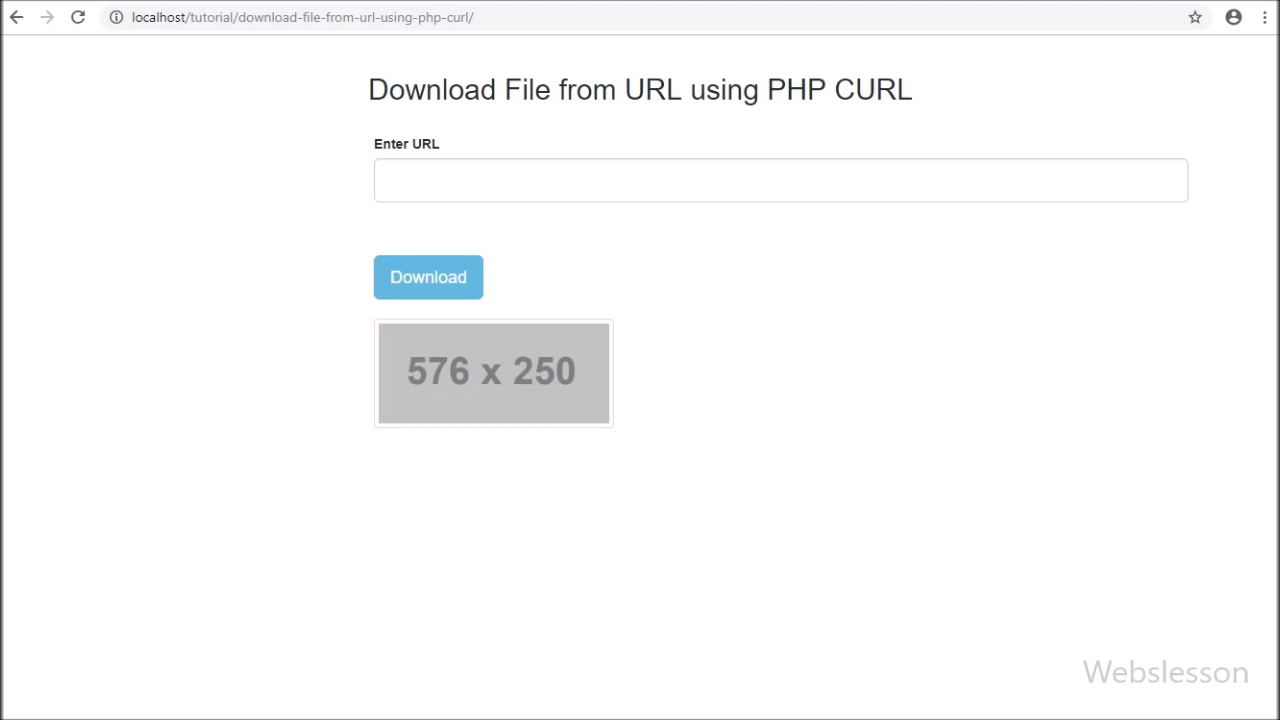 localhost/tutorial/download-file-from-url-using-php-curl/
Download File from URL using PHP CURL
Enter URL
Download
576 x 250
Webslesson